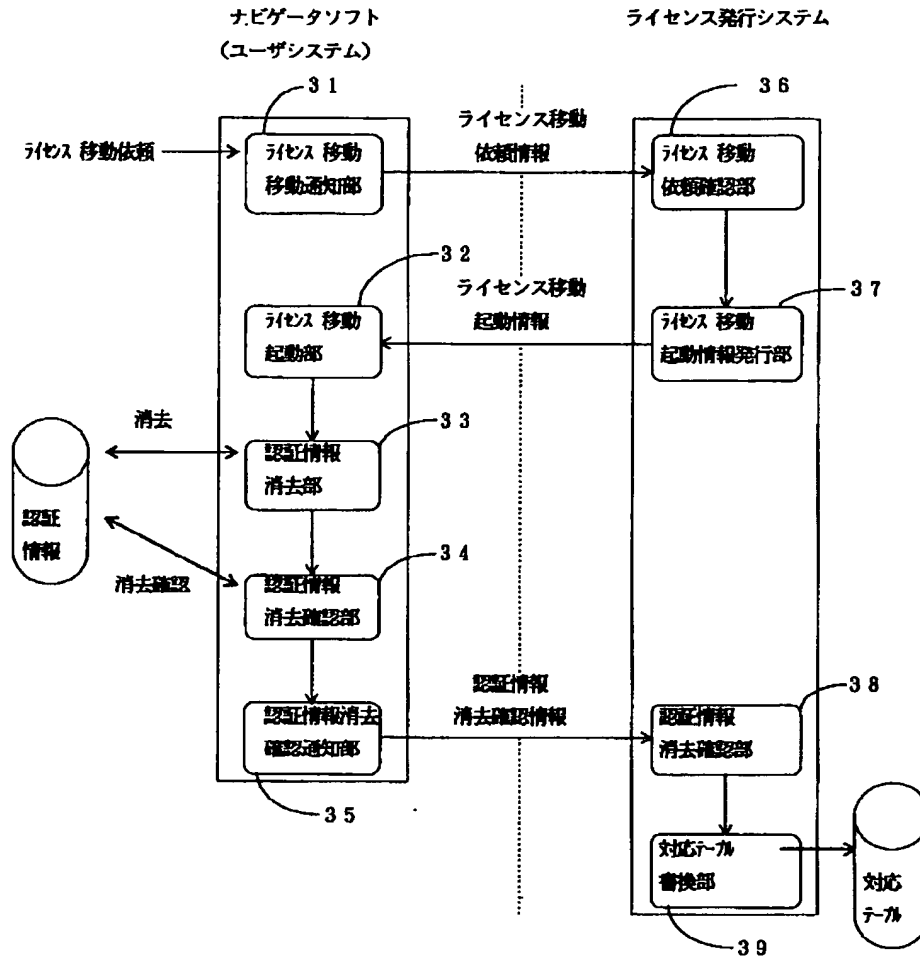 ナビゲータソフト
(ユーザシステム)
ライセンス発行システム
31
36
ライセンス移動
依頼情報
ライセンス 移動依頼
ライセンス 移動
移動通知部
ライセンス 移動
依頼確認部
32
37
ライセンス移動
起動情報
ライセンス 移動
起動部
ライセンス 移動
起動情報発行部
消去
33
認証情報
消去部
認証
情報
34
消去確認
認証情報
消去確認部
認証情報
消去確認情報
38
認証情報消去
確認通知部
認証情報
消去確認部
35
対応テーブル
書換部
対応
テーブル
39